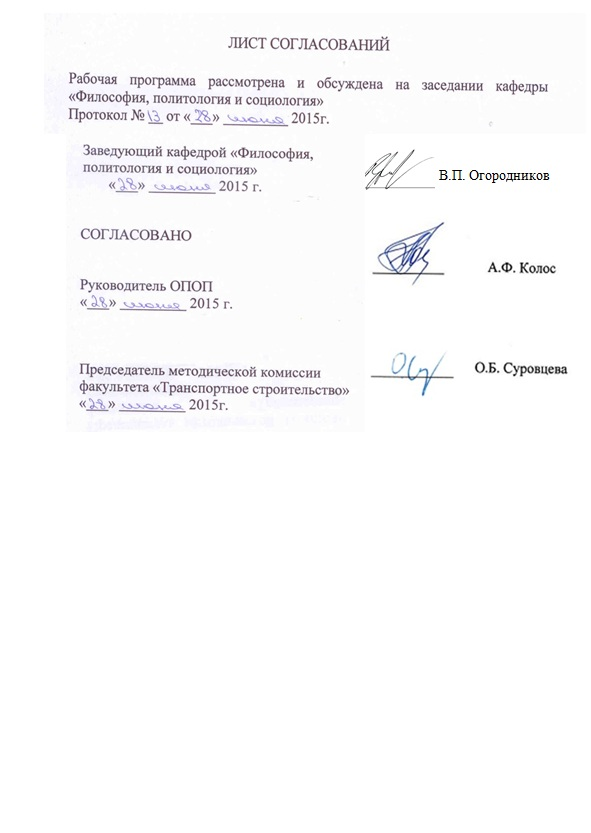 ЛИСТ СОГЛАСОВАНИЙ
Рабочая программа рассмотрена и обсуждена на заседании кафедры
«Философия, политология и социология»
Протокол № 13 от «28» июня 2015г.
Заведующий кафедрой «Философия,
политология и социология»
«28» июня 2015 г.
В.П. Огородников
СОГЛАСОВАНО
А.Ф. Колос
Руководитель ОПОП
«28» июня 2015 г.
Председатель методической комиссии
О.Б. Суровцева
факультета «Транспортное строительство»
«28» июня 2015г.